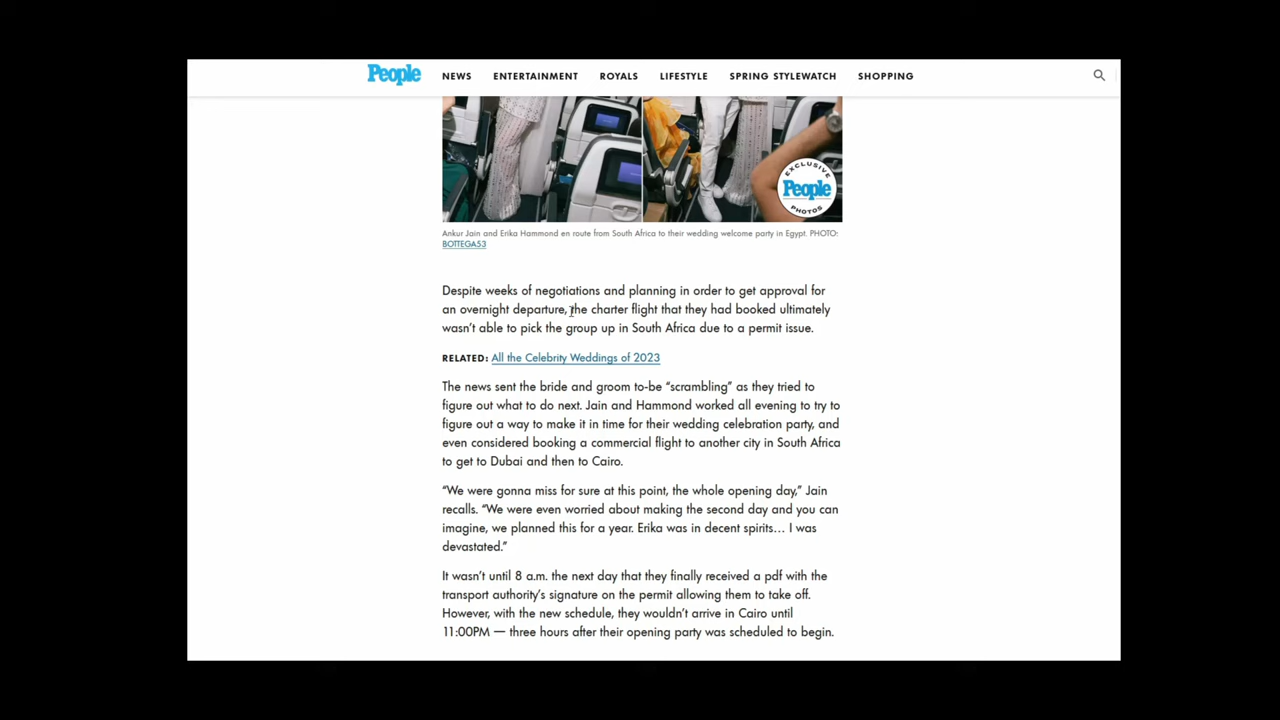 People NEWS ENTERTAINMENT ROYALS LIFESTYLE SPRING STYLEWATCH SHOPPING
EXCLUSIVE
People
PHOTOS
Ankur Jain and Erika Hammond en route from South Africa to their wedding welcome party in Egypt. PHOTO:
BOTTEGA53
Despite weeks of negotiations and planning in order to get approval for
an overnight departure, the charter flight that they had booked ultimately
wasn't able to pick the group up in South Africa due to a permit issue.
RELATED: All the Celebrity Weddings of 2023
The news sent the bride and groom to-be “scrambling” as they tried to
figure out what to do next. Jain and Hammond worked all evening to try to
figure out a way to make it in time for their wedding celebration party, and
even considered booking a commercial flight to another city in South Africa
to get to Dubai and then to Cairo.
“We were gonna miss for sure at this point, the whole opening day,” Jain
recalls. “We were even worried about making the second day and you can
imagine, we planned this for a year. Erika was in decent spirits… I was
devastated.”
It wasn't until 8 a.m. the next day that they finally received a pdf with the
transport authority's signature on the permit allowing them to take off.
However, with the new schedule, they wouldn't arrive in Cairo until
11:00PM — three hours after their opening party was scheduled to begin.